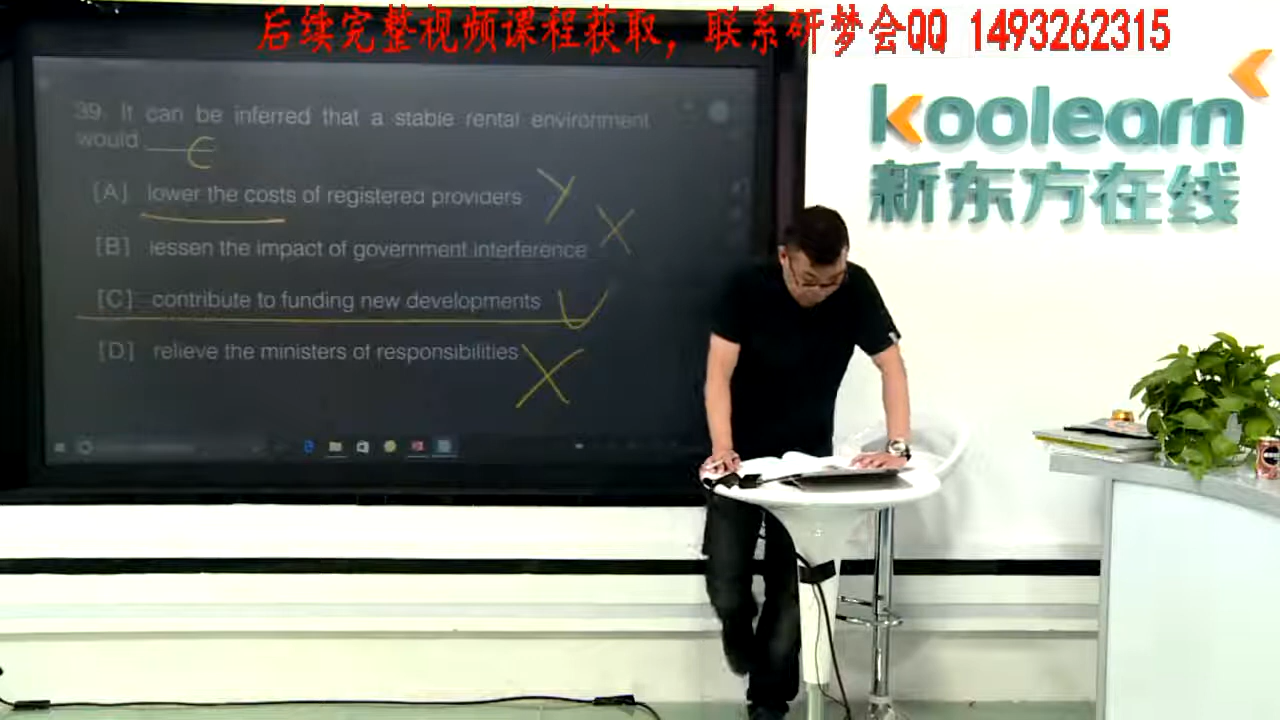 后续完整视频课程获取，联系研梦会QQ 1493262315
39. It can be inferred that a stable rental environment
would ______ C
[A] lower the costs of registered providers
[B] lessen the impact of government interference
[C] contribute to funding new developments
[D] relieve the ministers of responsibilities
koolearn
新东方在线